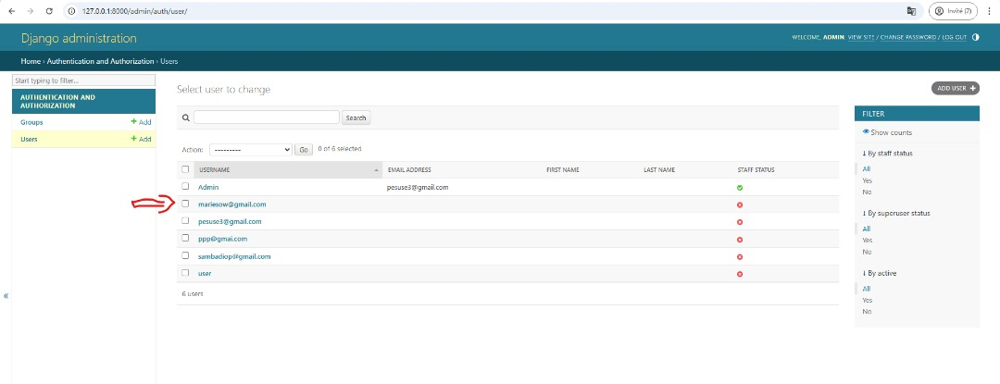 127.0.0.1:8000/admin/auth/user/
Invité (2)
Django administration
WELCOME, ADMIN. VIEW SITE / CHANGE PASSWORD / LOG OUT
Home › Authentication and Authorization › Users
Start typing to filter...
AUTHENTICATION AND
AUTHORIZATION
Groups + Add
Users + Add
«
Select user to change
ADD USER +
Search
Action: --------- Go 0 of 6 selected
USERNAME EMAIL ADDRESS FIRST NAME LAST NAME STAFF STATUS
Admin pesuse3@gmail.com
mariesow@gmail.com
pesuse3@gmail.com
ppp@gmai.com
sambadiop@gmail.com
user
6 users
FILTER
Show counts
↓ By staff status
All
Yes
No
↓ By superuser status
All
Yes
No
↓ By active
All
Yes
No